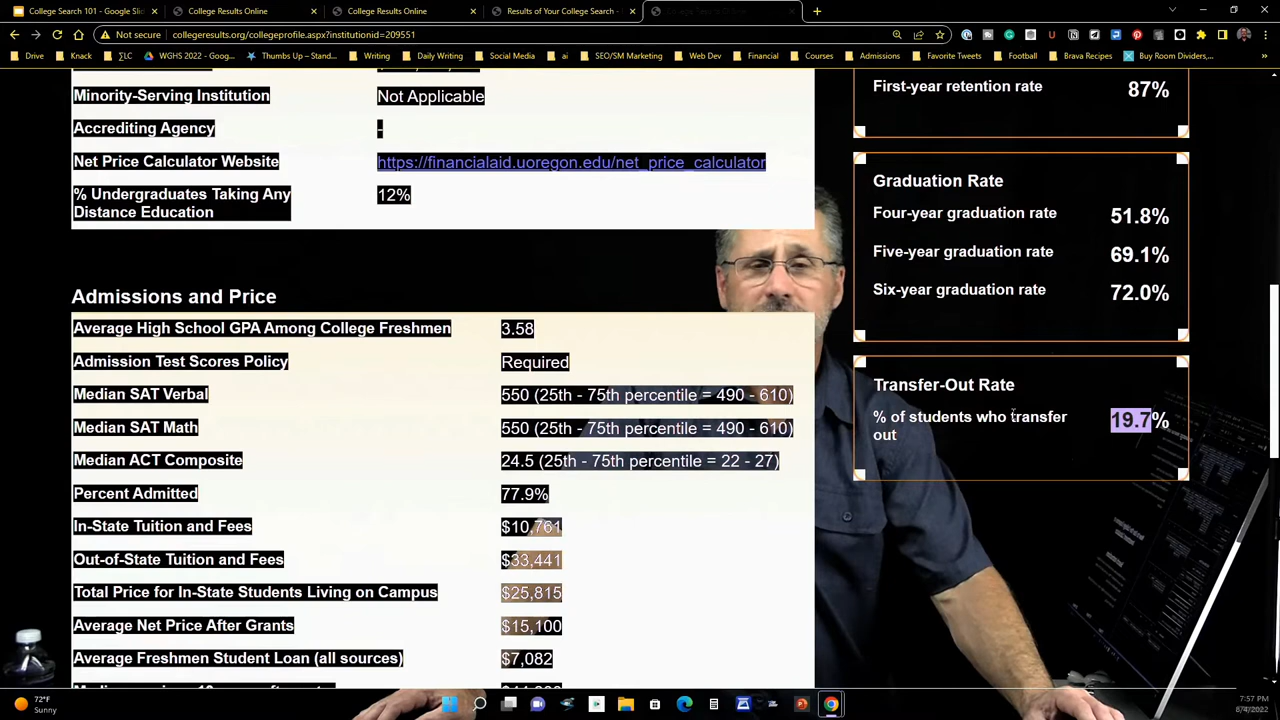 College Search 101 - Google Slid
College Results Online
College Results Online
Results of Your College Search -
Not secure
collegeresults.org/collegeprofile.aspx?institutionid=209551
Drive
Knack
WGHS 2022 - Goog...
Thumbs Up – Stand...
Writing
Daily Writing
Social Media
ai
SEO/SM Marketing
Web Dev
Financial
Courses
Admissions
Favorite Tweets
Football
Brava Recipes
Buy Room Dividers,...
Minority-Serving Institution
Not Applicable
Accrediting Agency
-
Net Price Calculator Website
https://financialaid.uoregon.edu/net_price_calculator
% Undergraduates Taking Any
Distance Education
12%
Admissions and Price
Average High School GPA Among College Freshmen
3.58
Admission Test Scores Policy
Required
Median SAT Verbal
550 (25th - 75th percentile = 490 - 610)
Median SAT Math
550 (25th - 75th percentile = 490 - 610)
Median ACT Composite
24.5 (25th - 75th percentile = 22 - 27)
Percent Admitted
77.9%
In-State Tuition and Fees
$10,761
Out-of-State Tuition and Fees
$33,441
Total Price for In-State Students Living on Campus
$25,815
Average Net Price After Grants
$15,100
Average Freshmen Student Loan (all sources)
$7,082
First-year retention rate
87%
Graduation Rate
Four-year graduation rate
51.8%
Five-year graduation rate
69.1%
Six-year graduation rate
72.0%
Transfer-Out Rate
% of students who transfer
out
19.7%
72°F
Sunny
7:57 PM
8/4/2022